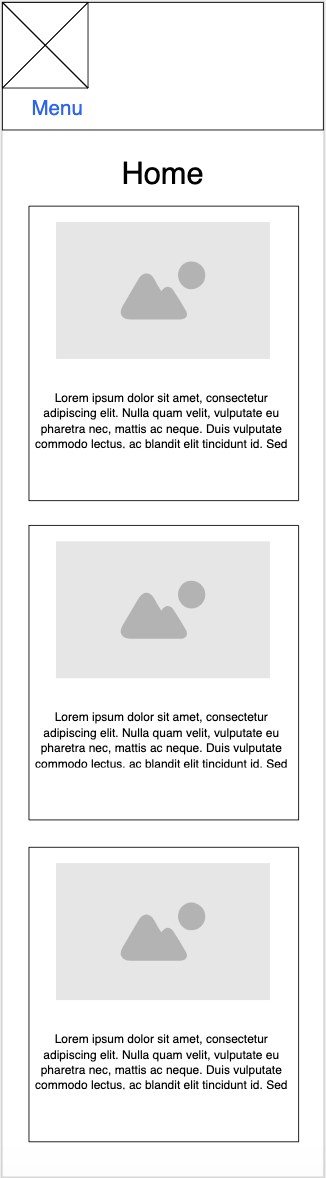 Menu
Home
Lorem ipsum dolor sit amet, consectetur
adipiscing elit. Nulla quam velit, vulputate eu
pharetra nec, mattis ac neque. Duis vulputate
commodo lectus, ac blandit elit tincidunt id. Sed
Lorem ipsum dolor sit amet, consectetur
adipiscing elit. Nulla quam velit, vulputate eu
pharetra nec, mattis ac neque. Duis vulputate
commodo lectus, ac blandit elit tincidunt id. Sed
Lorem ipsum dolor sit amet, consectetur
adipiscing elit. Nulla quam velit, vulputate eu
pharetra nec, mattis ac neque. Duis vulputate
commodo lectus, ac blandit elit tincidunt id. Sed